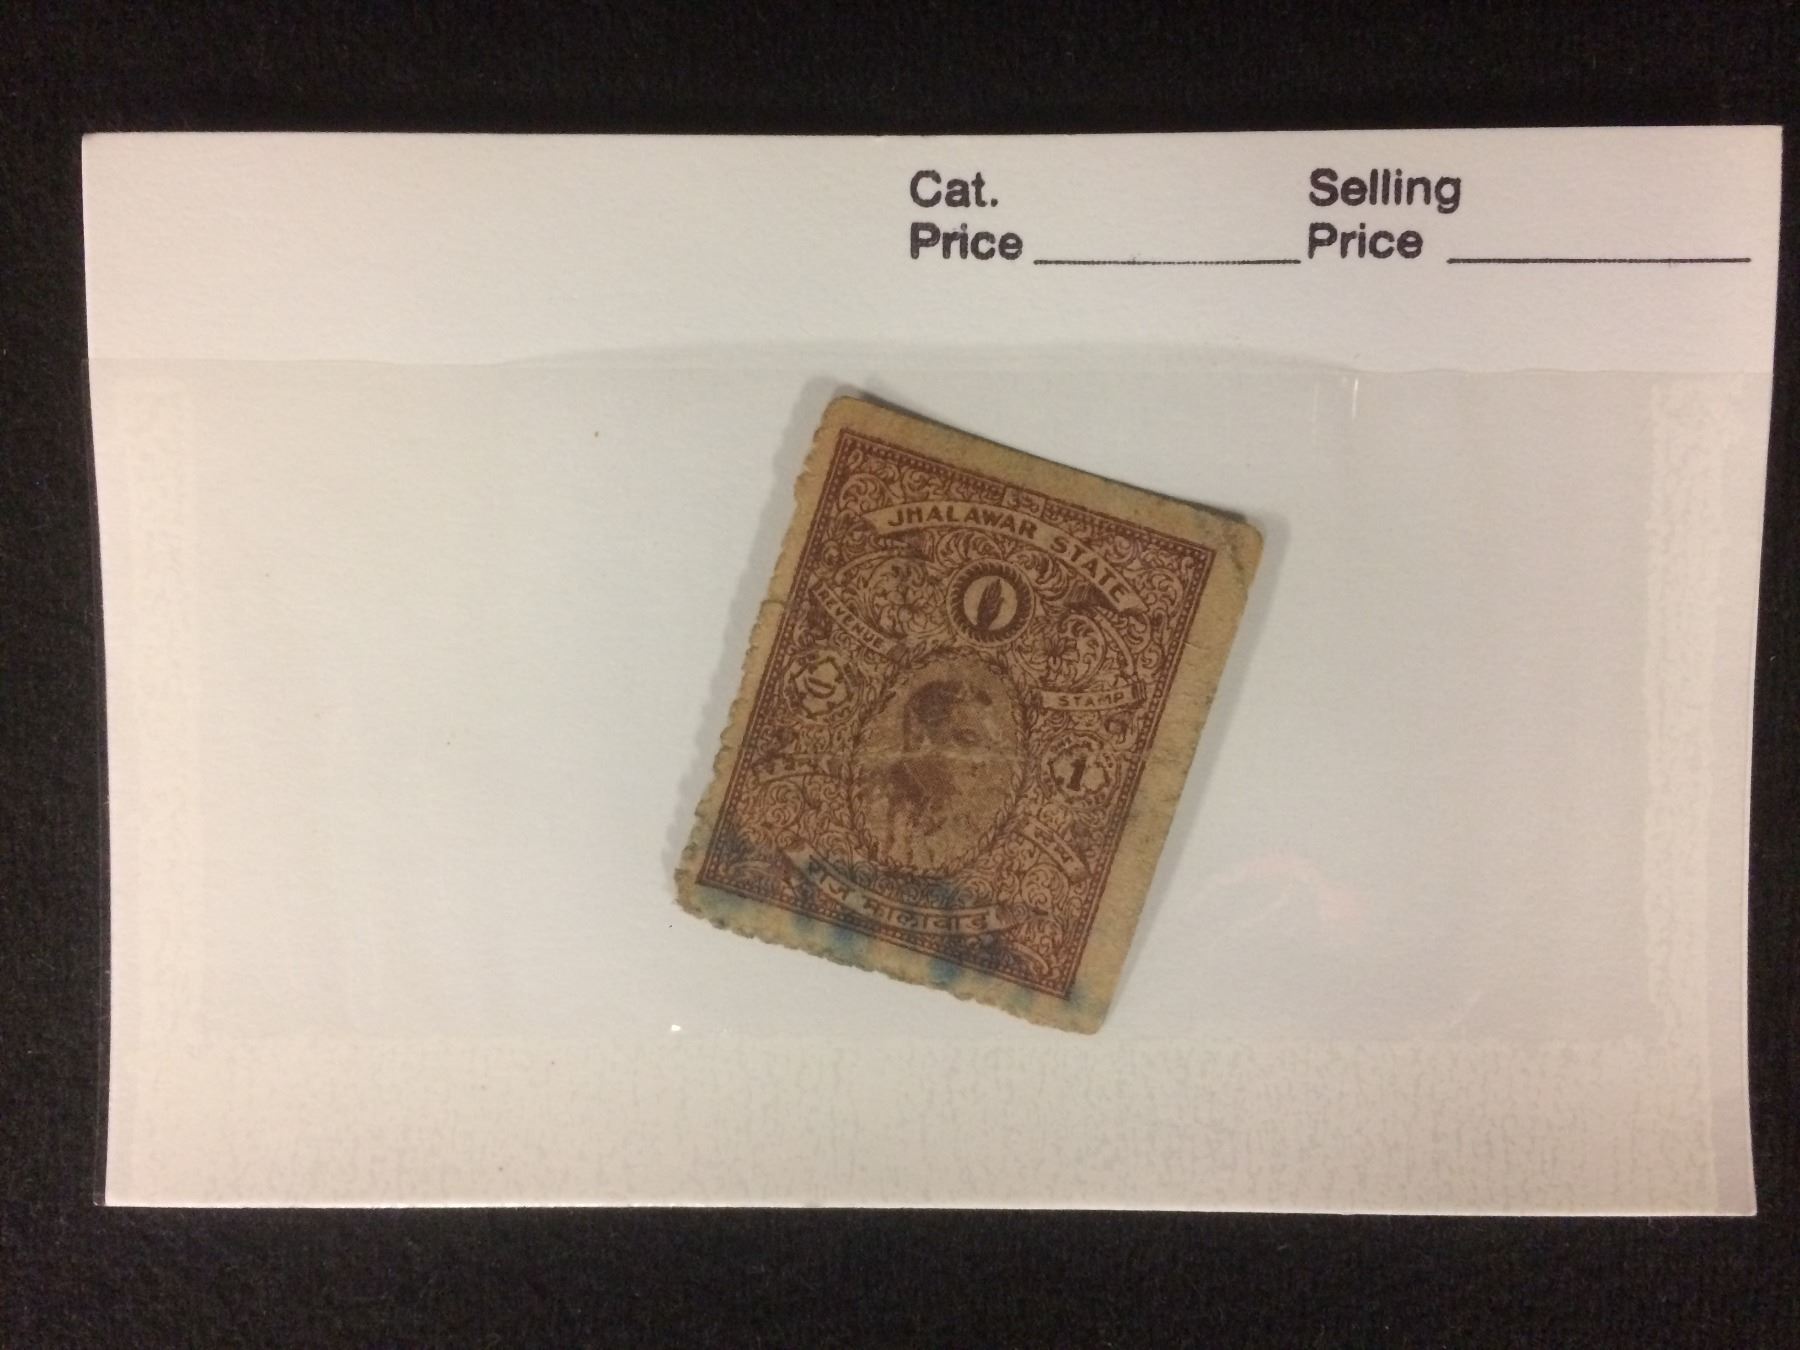 Cat.
Price
Selling
Price
JHALAWAR STATE
REVENUE
STAMP
1
राज झालावाड